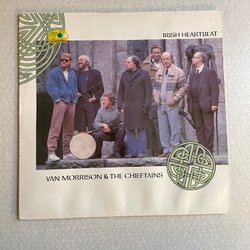 IRISH HEARTBEAT
VAN MORRISON & THE CHIEFTAINS